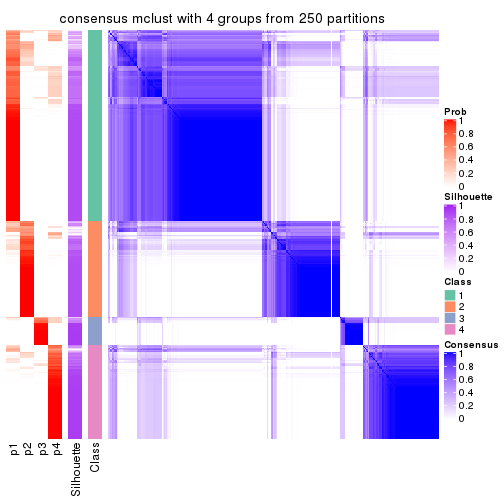 consensus mclust with 4 groups from 250 partitions
Prob
1
0.8
0.6
0.4
0.2
0
Silhouette
1
0.8
0.6
0.4
0.2
0
Class
1
2
3
4
Consensus
1
0.8
0.6
0.4
0.2
0
p1
p2
p3
p4
Silhouette
Class